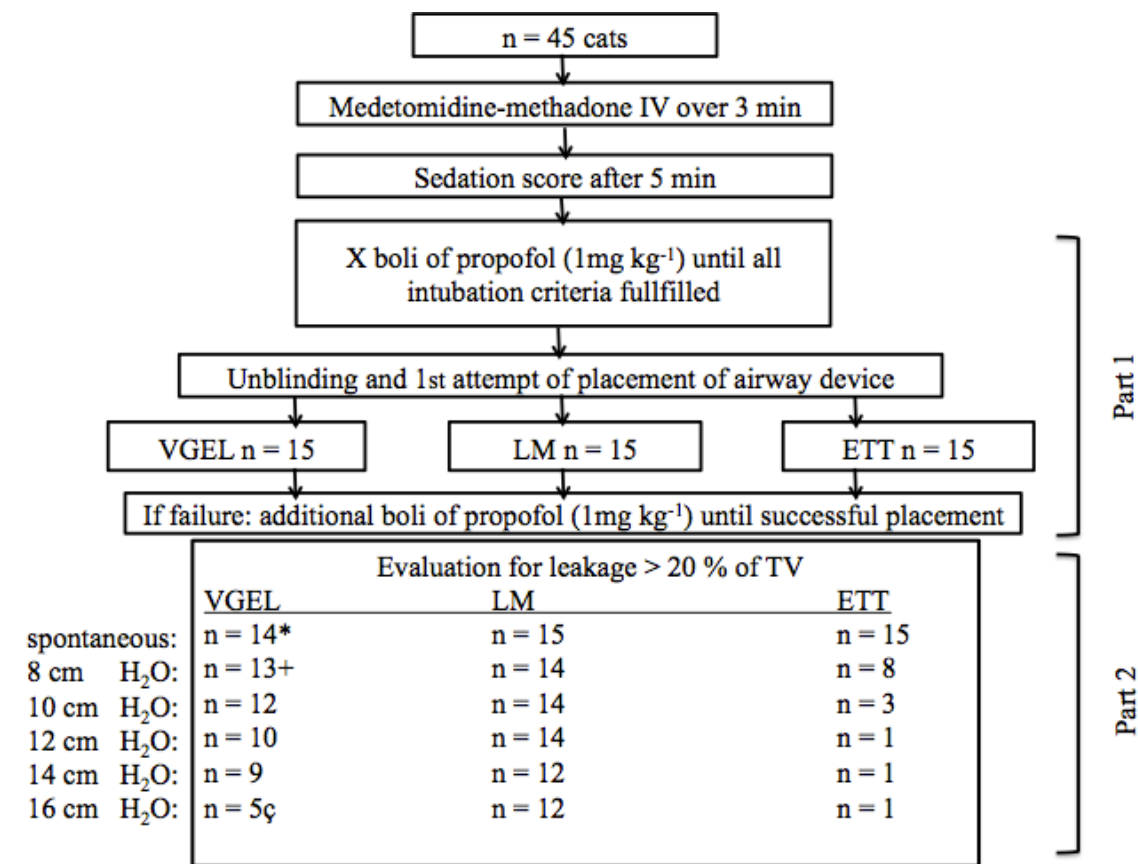 n = 45 cats
Medetomidine-methadone IV over 3 min
Sedation score after 5 min
X boli of propofol (1mg kg⁻¹) until all
intubation criteria fullfilled
Unblinding and 1st attempt of placement of airway device
VGEL n = 15 LM n = 15 ETT n = 15
If failure: additional boli of propofol (1mg kg⁻¹) until successful placement
Part 1
Evaluation for leakage > 20 % of TV
VGEL LM ETT
spontaneous: n = 14* n = 15 n = 15
8 cm H₂O: n = 13+ n = 14 n = 8
10 cm H₂O: n = 12 n = 14 n = 3
12 cm H₂O: n = 10 n = 14 n = 1
14 cm H₂O: n = 9 n = 12 n = 1
16 cm H₂O: n = 5ç n = 12 n = 1
Part 2